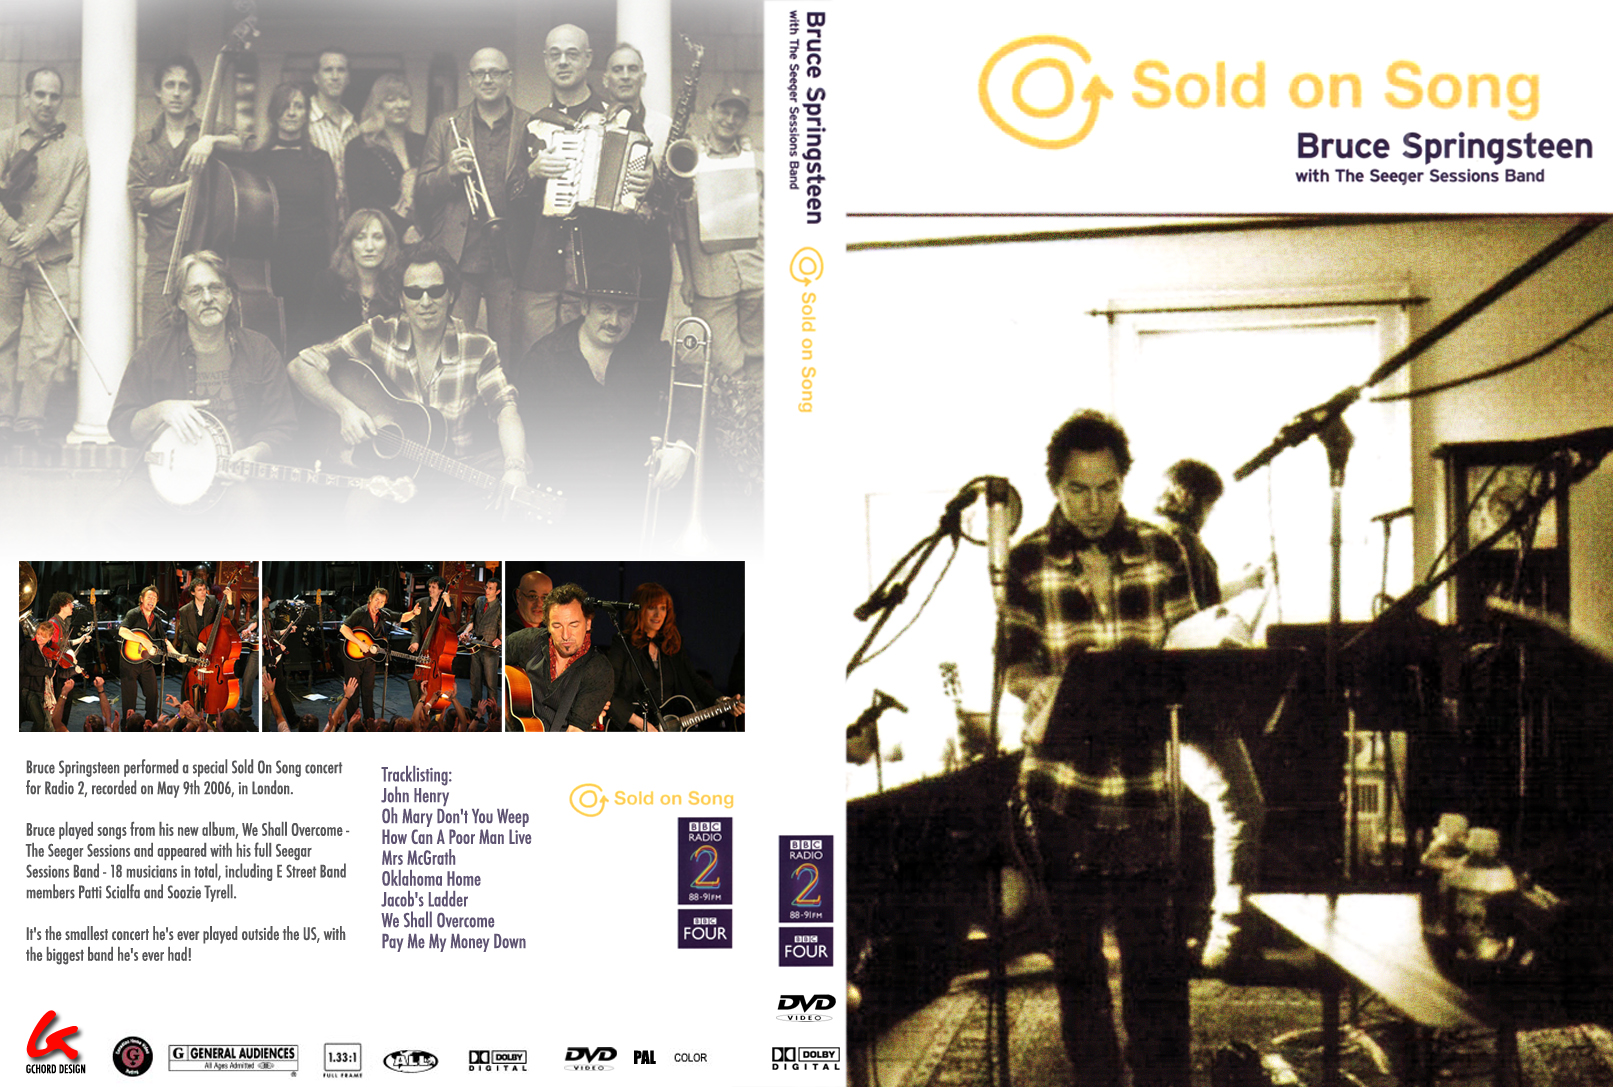 Sold on Song
Bruce Springsteen
with The Seeger Sessions Band
Bruce Springsteen
with The Seeger Sessions Band
Sold on Song
BBC
RADIO
2
88-91FM
BBC
FOUR
DVD
VIDEO
DOLBY
DIGITAL
Bruce Springsteen performed a special Sold On Song concert
for Radio 2, recorded on May 9th 2006, in London.
Bruce played songs from his new album, We Shall Overcome -
The Seeger Sessions and appeared with his full Seegar
Sessions Band - 18 musicians in total, including E Street Band
members Patti Scialfa and Soozie Tyrell.
It's the smallest concert he's ever played outside the US, with
the biggest band he's ever had!
Tracklisting:
John Henry
Oh Mary Don't You Weep
How Can A Poor Man Live
Mrs McGrath
Oklahoma Home
Jacob's Ladder
We Shall Overcome
Pay Me My Money Down
Sold on Song
BBC
RADIO
2
88-91FM
BBC
FOUR
GCHORD DESIGN
G
G GENERAL AUDIENCES
All Ages Admitted
®
1.33:1
FULL FRAME
ALL
DOLBY
DIGITAL
DVD
VIDEO
PAL
COLOR